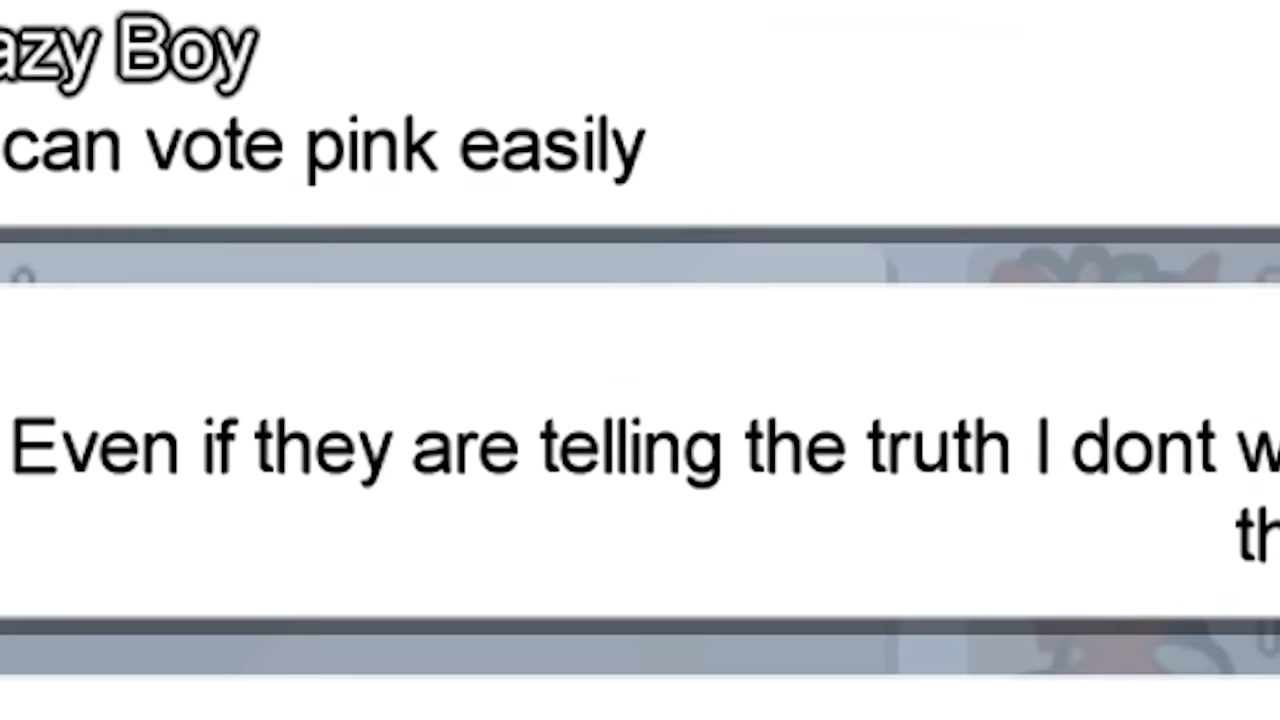 azy Boy
can vote pink easily
Even if they are telling the truth I dont w
th